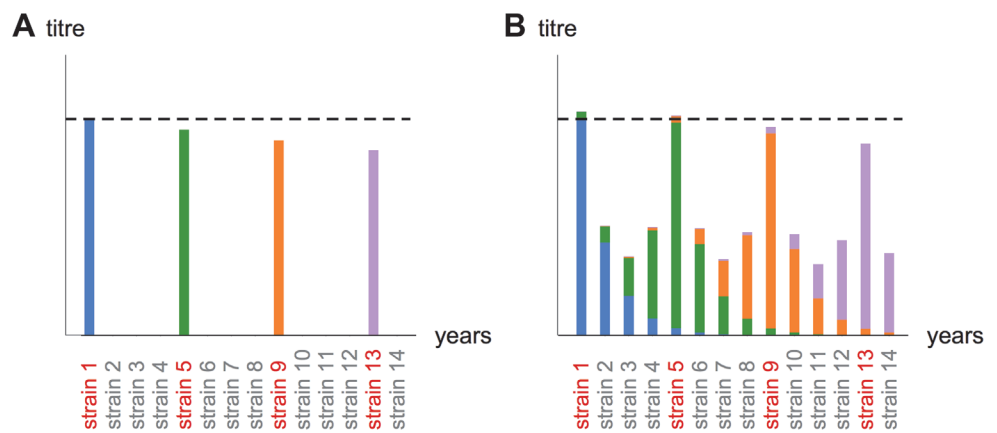 A titre
years
strain 1
strain 2
strain 3
strain 4
strain 5
strain 6
strain 7
strain 8
strain 9
strain 10
strain 11
strain 12
strain 13
strain 14
B titre
years
strain 1
strain 2
strain 3
strain 4
strain 5
strain 6
strain 7
strain 8
strain 9
strain 10
strain 11
strain 12
strain 13
strain 14